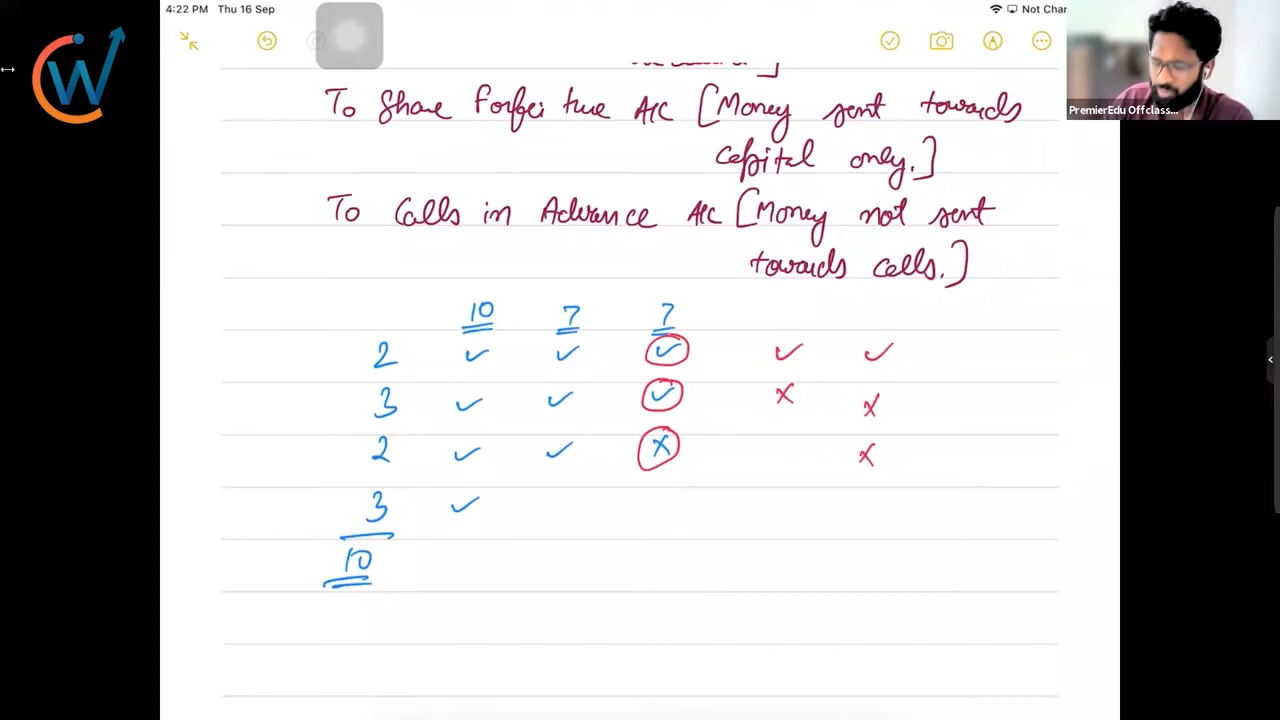 4:22 PM Thu 16 Sep
Not Char
PremierEdu Offclass...
W
To Share Forfeiture A/C [Money sent towards
capital only.]
To Calls in Advance A/C [Money not sent
towards calls.]
10 7 7
2 ✓ ✓ ✓ ✓ ✓
3 ✓ ✓ ✓ x x
2 ✓ ✓ x x
3 ✓
10